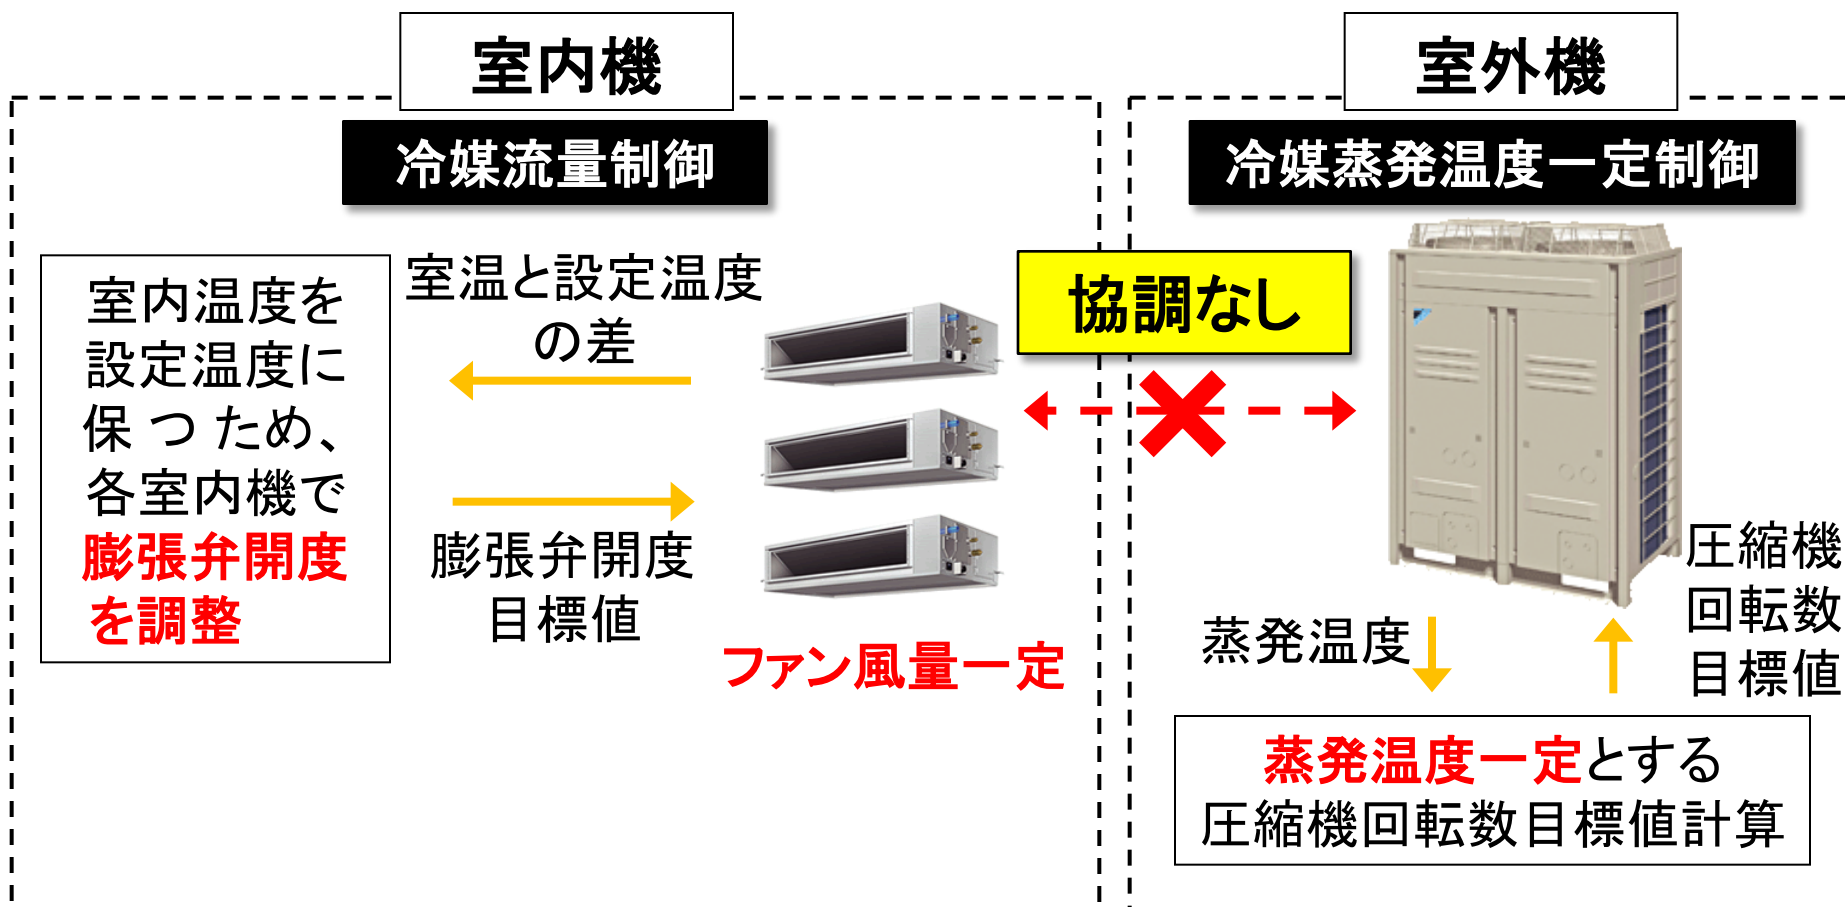 室内機
室外機
冷媒流量制御
冷媒蒸発温度一定制御
室内温度を
設定温度に
保つため、
各室内機で
膨張弁開度
を調整
室温と設定温度
の差
膨張弁開度
目標値
ファン風量一定
協調なし
蒸発温度
圧縮機
回転数
目標値
蒸発温度一定とする
圧縮機回転数目標値計算